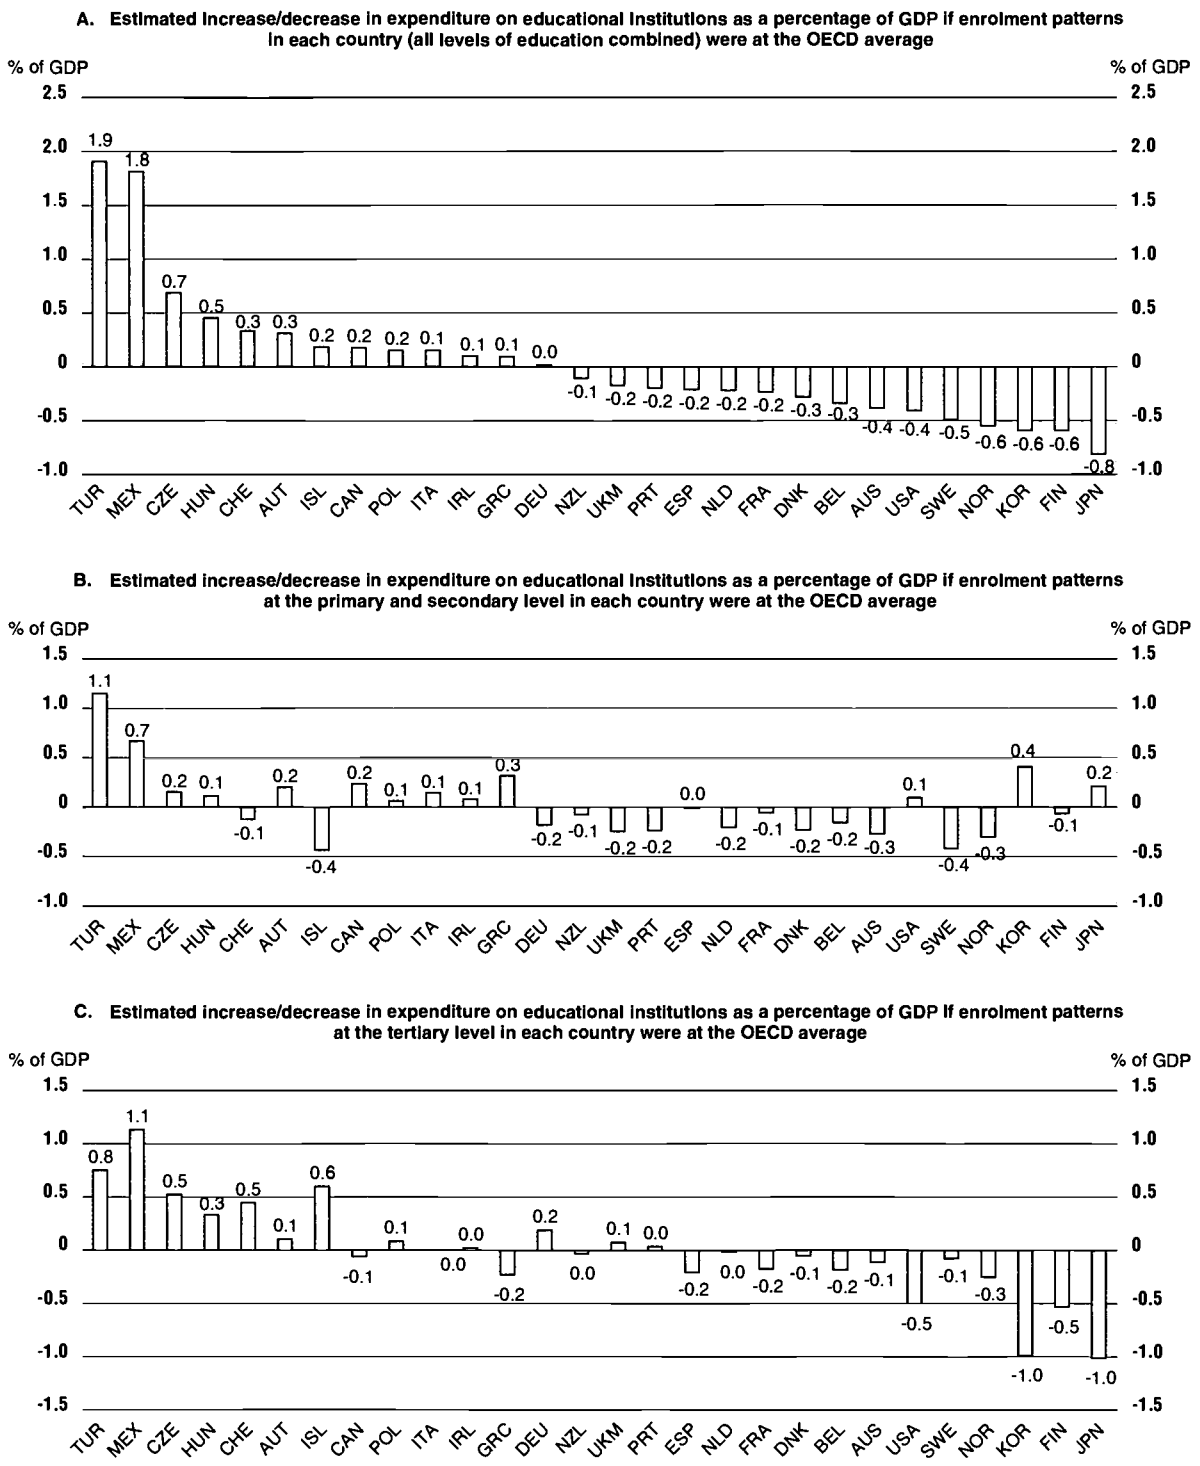 A. Estimated increase/decrease in expenditure on educational institutions as a percentage of GDP if enrolment patterns
in each country (all levels of education combined) were at the OECD average
% of GDP % of GDP
2.5 2.5
2.0 2.0
1.5 1.5
1.0 1.0
0.5 0.5
0 0
-0.5 -0.5
-1.0 -1.0
1.9 1.8 0.7 0.5 0.3 0.3 0.2 0.2 0.2 0.1 0.1 0.1 0.0 -0.1 -0.2 -0.2 -0.2 -0.2 -0.2 -0.3 -0.3 -0.4 -0.4 -0.5 -0.6 -0.6 -0.6 -0.8
TUR MEX CZE HUN CHE AUT ISL CAN POL ITA IRL GRC DEU NZL UKM PRT ESP NLD FRA DNK BEL AUS USA SWE NOR KOR FIN JPN
B. Estimated increase/decrease in expenditure on educational institutions as a percentage of GDP if enrolment patterns
at the primary and secondary level in each country were at the OECD average
% of GDP % of GDP
1.5 1.5
1.0 1.0
0.5 0.5
0 0
-0.5 -0.5
-1.0 -1.0
1.1 0.7 0.2 0.1 -0.1 0.2 -0.4 0.2 0.1 0.1 0.1 0.3 -0.2 -0.1 -0.2 -0.2 0.0 -0.2 -0.1 -0.2 -0.2 -0.3 0.1 -0.4 -0.3 0.4 -0.1 0.2
TUR MEX CZE HUN CHE AUT ISL CAN POL ITA IRL GRC DEU NZL UKM PRT ESP NLD FRA DNK BEL AUS USA SWE NOR KOR FIN JPN
C. Estimated increase/decrease in expenditure on educational institutions as a percentage of GDP if enrolment patterns
at the tertiary level in each country were at the OECD average
% of GDP % of GDP
1.5 1.5
1.0 1.0
0.5 0.5
0 0
-0.5 -0.5
-1.0 -1.0
-1.5 -1.5
0.8 1.1 0.5 0.3 0.5 0.1 0.6 -0.1 0.1 0.0 0.0 -0.2 0.2 0.0 0.1 0.0 -0.2 0.0 -0.2 -0.1 -0.2 -0.1 -0.5 -0.1 -0.3 -1.0 -0.5 -1.0
TUR MEX CZE HUN CHE AUT ISL CAN POL ITA IRL GRC DEU NZL UKM PRT ESP NLD FRA DNK BEL AUS USA SWE NOR KOR FIN JPN